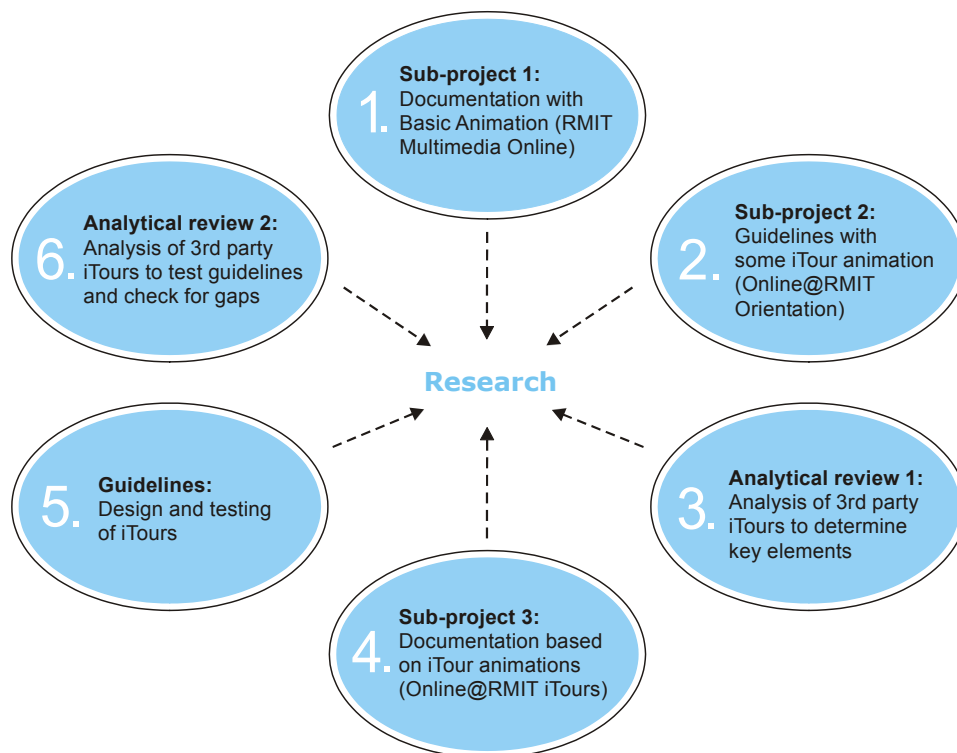 1.
Sub-project 1:
Documentation with
Basic Animation (RMIT
Multimedia Online)
2.
Sub-project 2:
Guidelines with
some iTour animation
(Online@RMIT
Orientation)
3.
Analytical review 1:
Analysis of 3rd party
iTours to determine
key elements
4.
Sub-project 3:
Documentation based
on iTour animations
(Online@RMIT iTours)
5.
Guidelines:
Design and testing
of iTours
6.
Analytical review 2:
Analysis of 3rd party
iTours to test guidelines
and check for gaps
Research